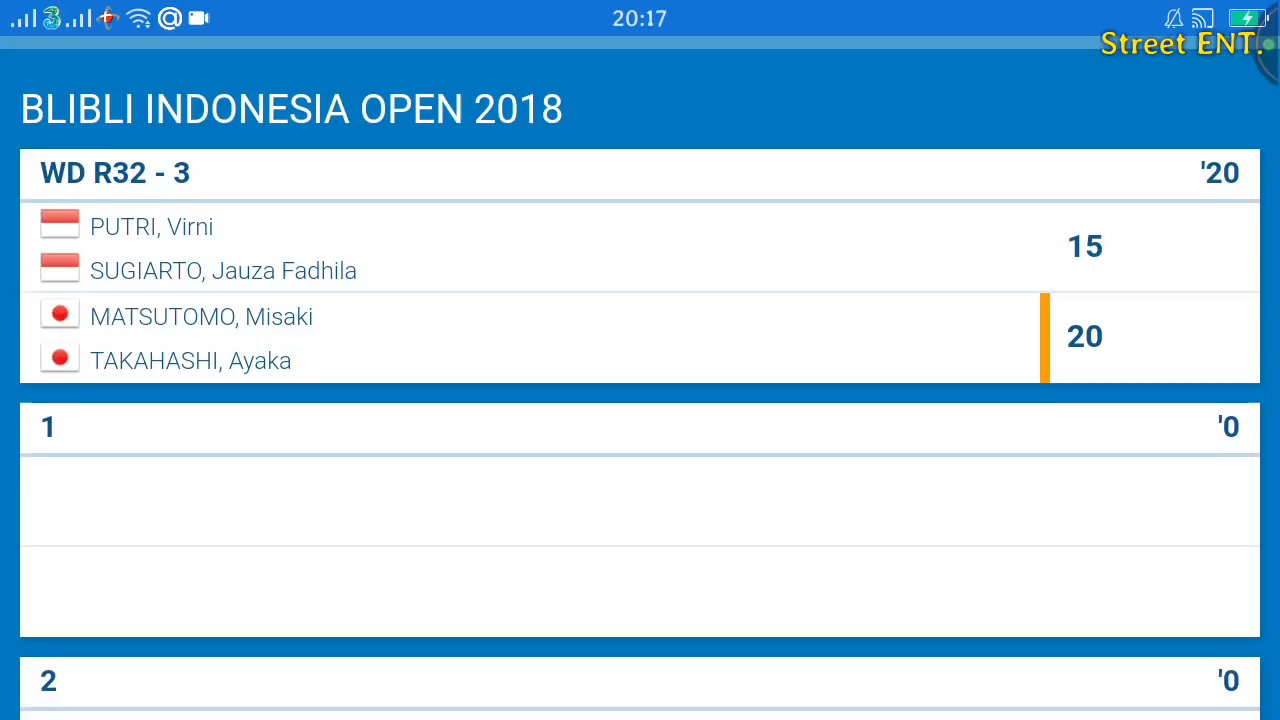 20:17
Street ENT.
BLIBLI INDONESIA OPEN 2018
WD R32 - 3 '20
PUTRI, Virni
SUGIARTO, Jauza Fadhila
15
MATSUTOMO, Misaki
TAKAHASHI, Ayaka
20
1 '0
2 '0